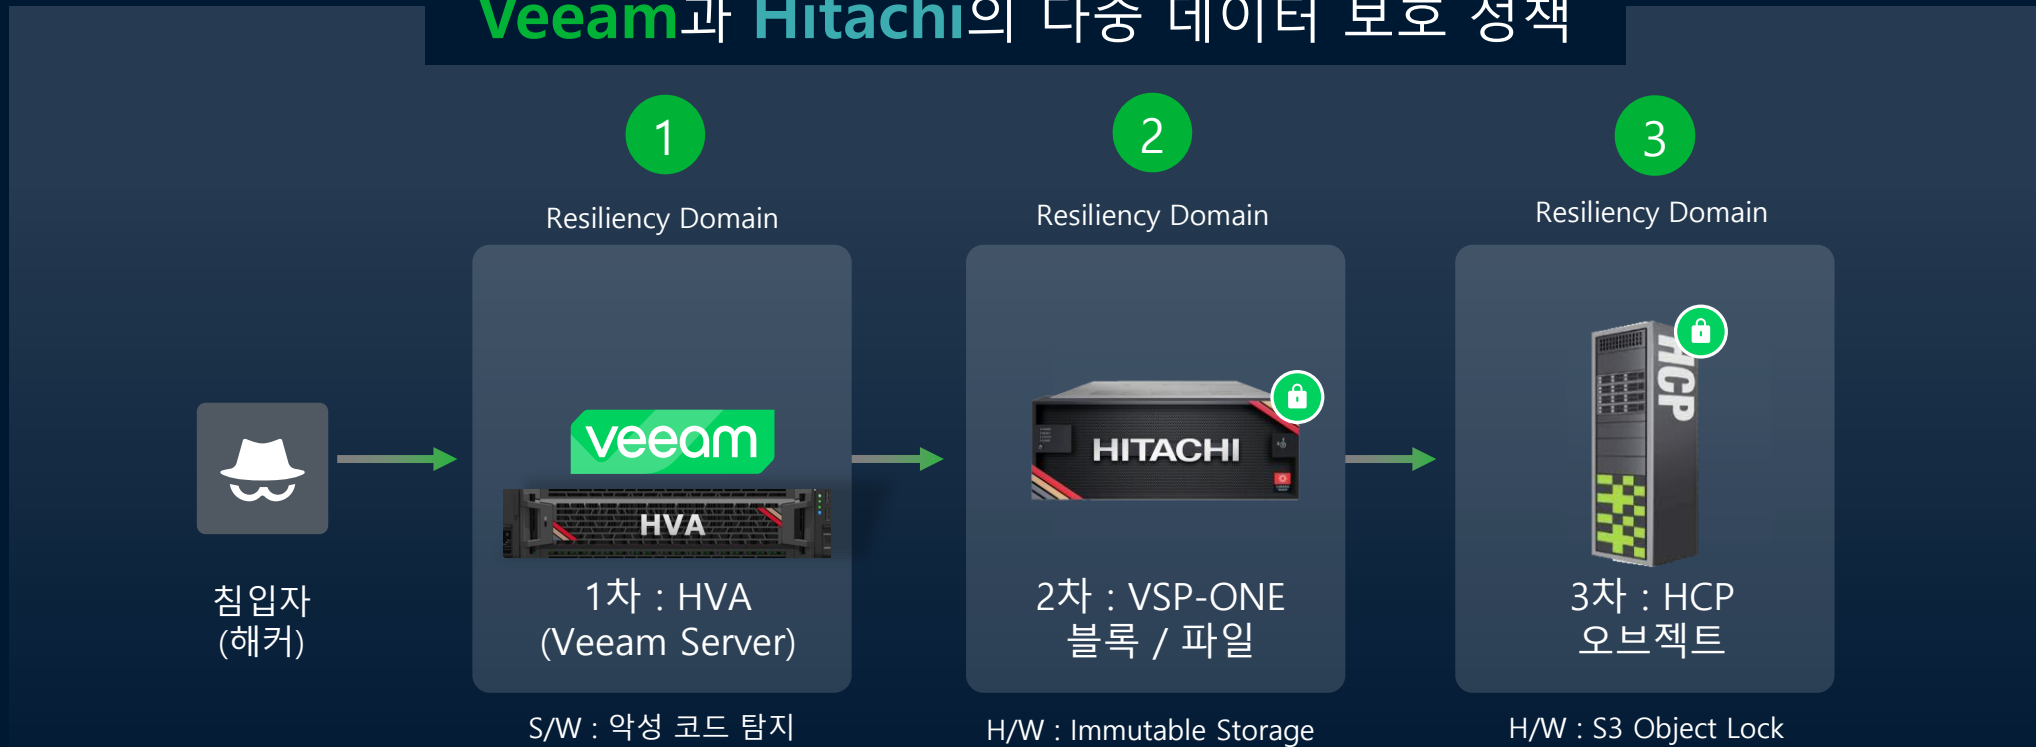 Veeam과 Hitachi의 다중 데이터 보호 정책
1
2
3
Resiliency Domain
Resiliency Domain
Resiliency Domain
veeam
HVA
HITACHI
HCP
침입자
(해커)
1차 : HVA
(Veeam Server)
2차 : VSP-ONE
블록 / 파일
3차 : HCP
오브젝트
S/W : 악성 코드 탐지
H/W : Immutable Storage
H/W : S3 Object Lock